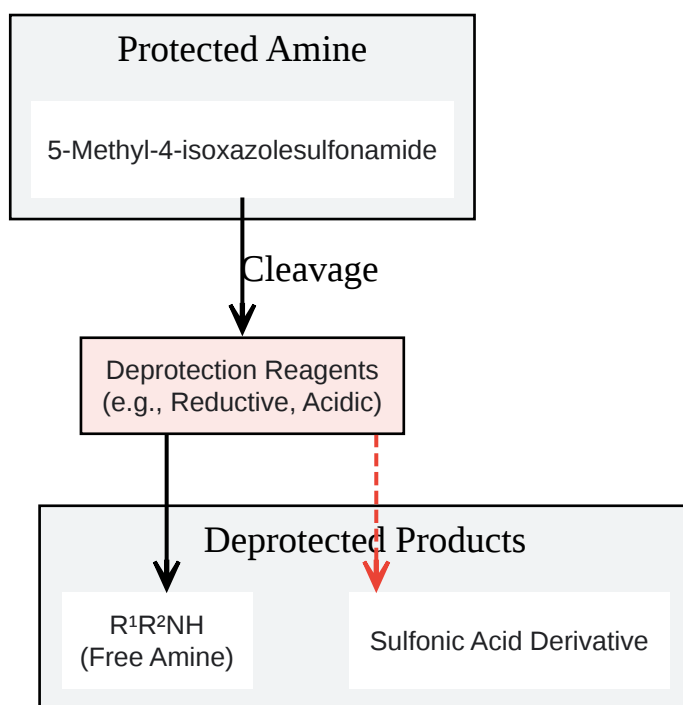 Protected Amine
5-Methyl-4-isoxazolesulfonamide
Cleavage
Deprotection Reagents
(e.g., Reductive, Acidic)
Deprotected Products
R¹R²NH
(Free Amine)
Sulfonic Acid Derivative